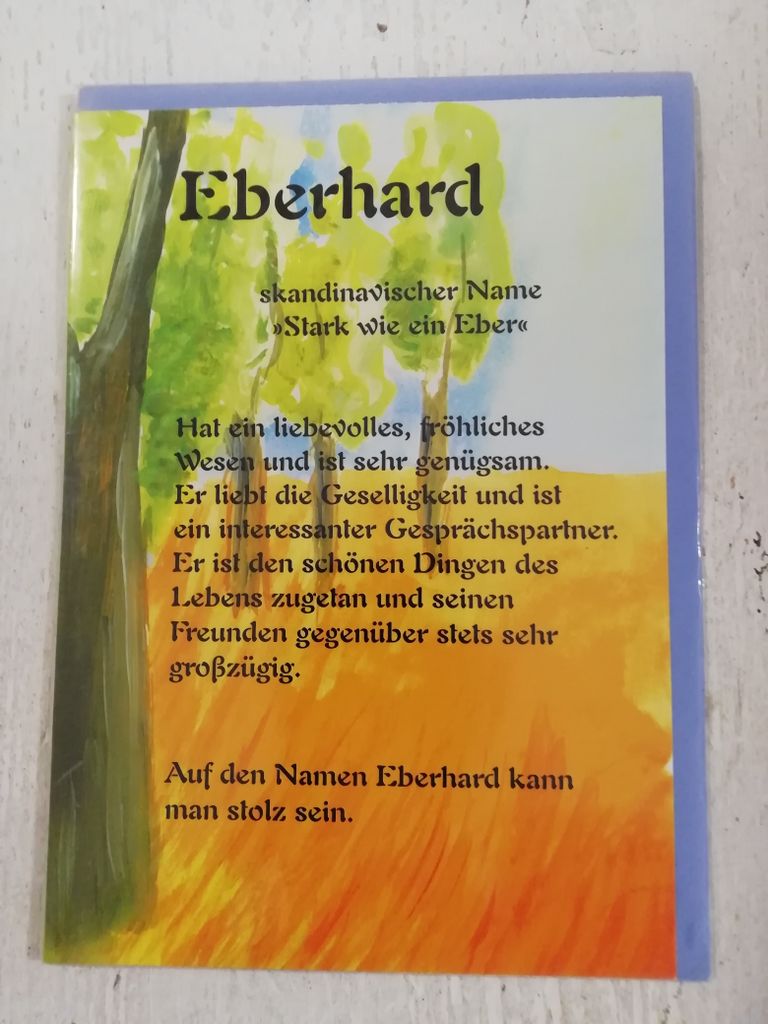 Eberhard
skandinavischer Name
»Stark wie ein Eber«
Hat ein liebevolles, fröhliches
Wesen und ist sehr genügsam.
Er liebt die Geselligkeit und ist
ein interessanter Gesprächspartner.
Er ist den schönen Dingen des
Lebens zugetan und seinen
Freunden gegenüber stets sehr
großzügig.
Auf den Namen Eberhard kann
man stolz sein.